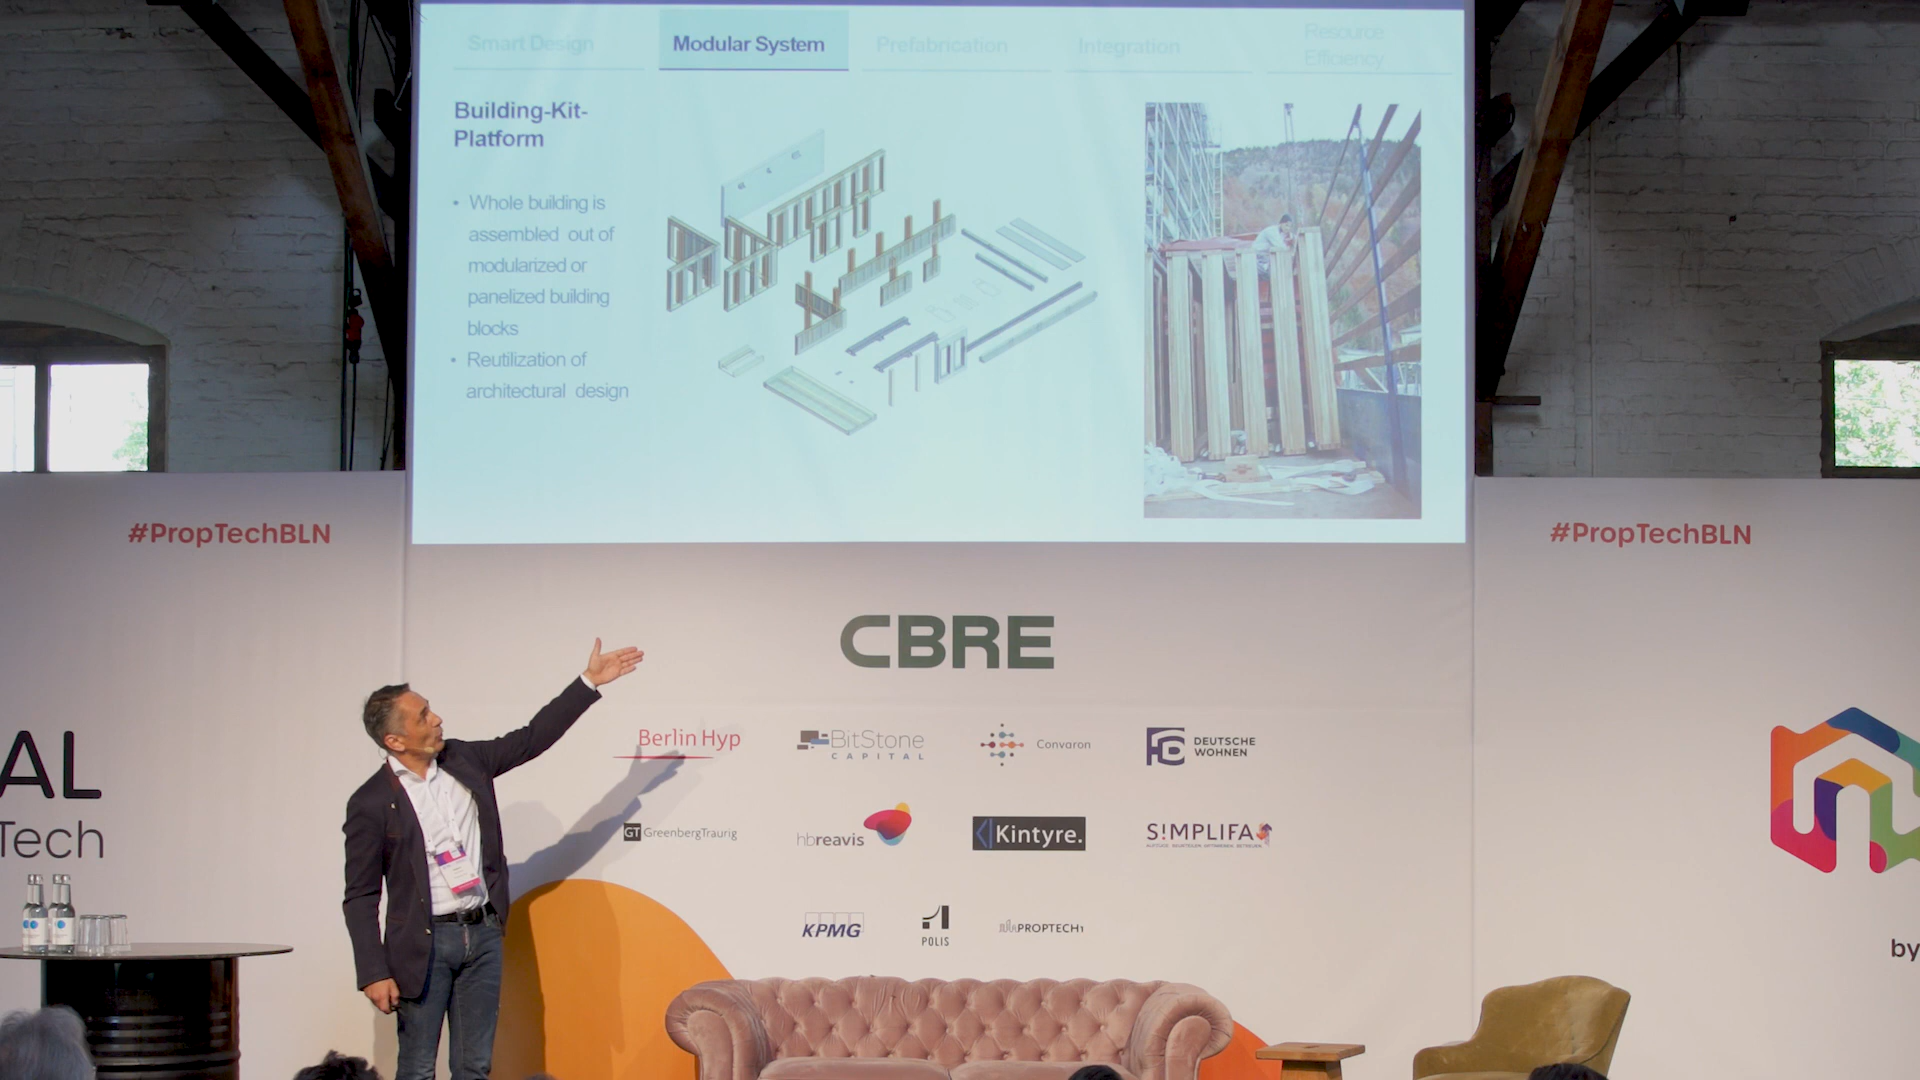 Smart Design
Modular System
Prefabrication
Integration
Resource
Efficiency
Building-Kit-
Platform
• Whole building is
assembled out of
modularized or
panelized building
blocks
• Reutilization of
architectural design
#PropTechBLN
#PropTechBLN
CBRE
Berlin Hyp
BitStone
CAPITAL
Convaron
DEUTSCHE
WOHNEN
GT GreenbergTraurig
hbreavis
Kintyre.
S!MPLIFA
KPMG
POLIS
PROPTECH1
AL
Tech
by